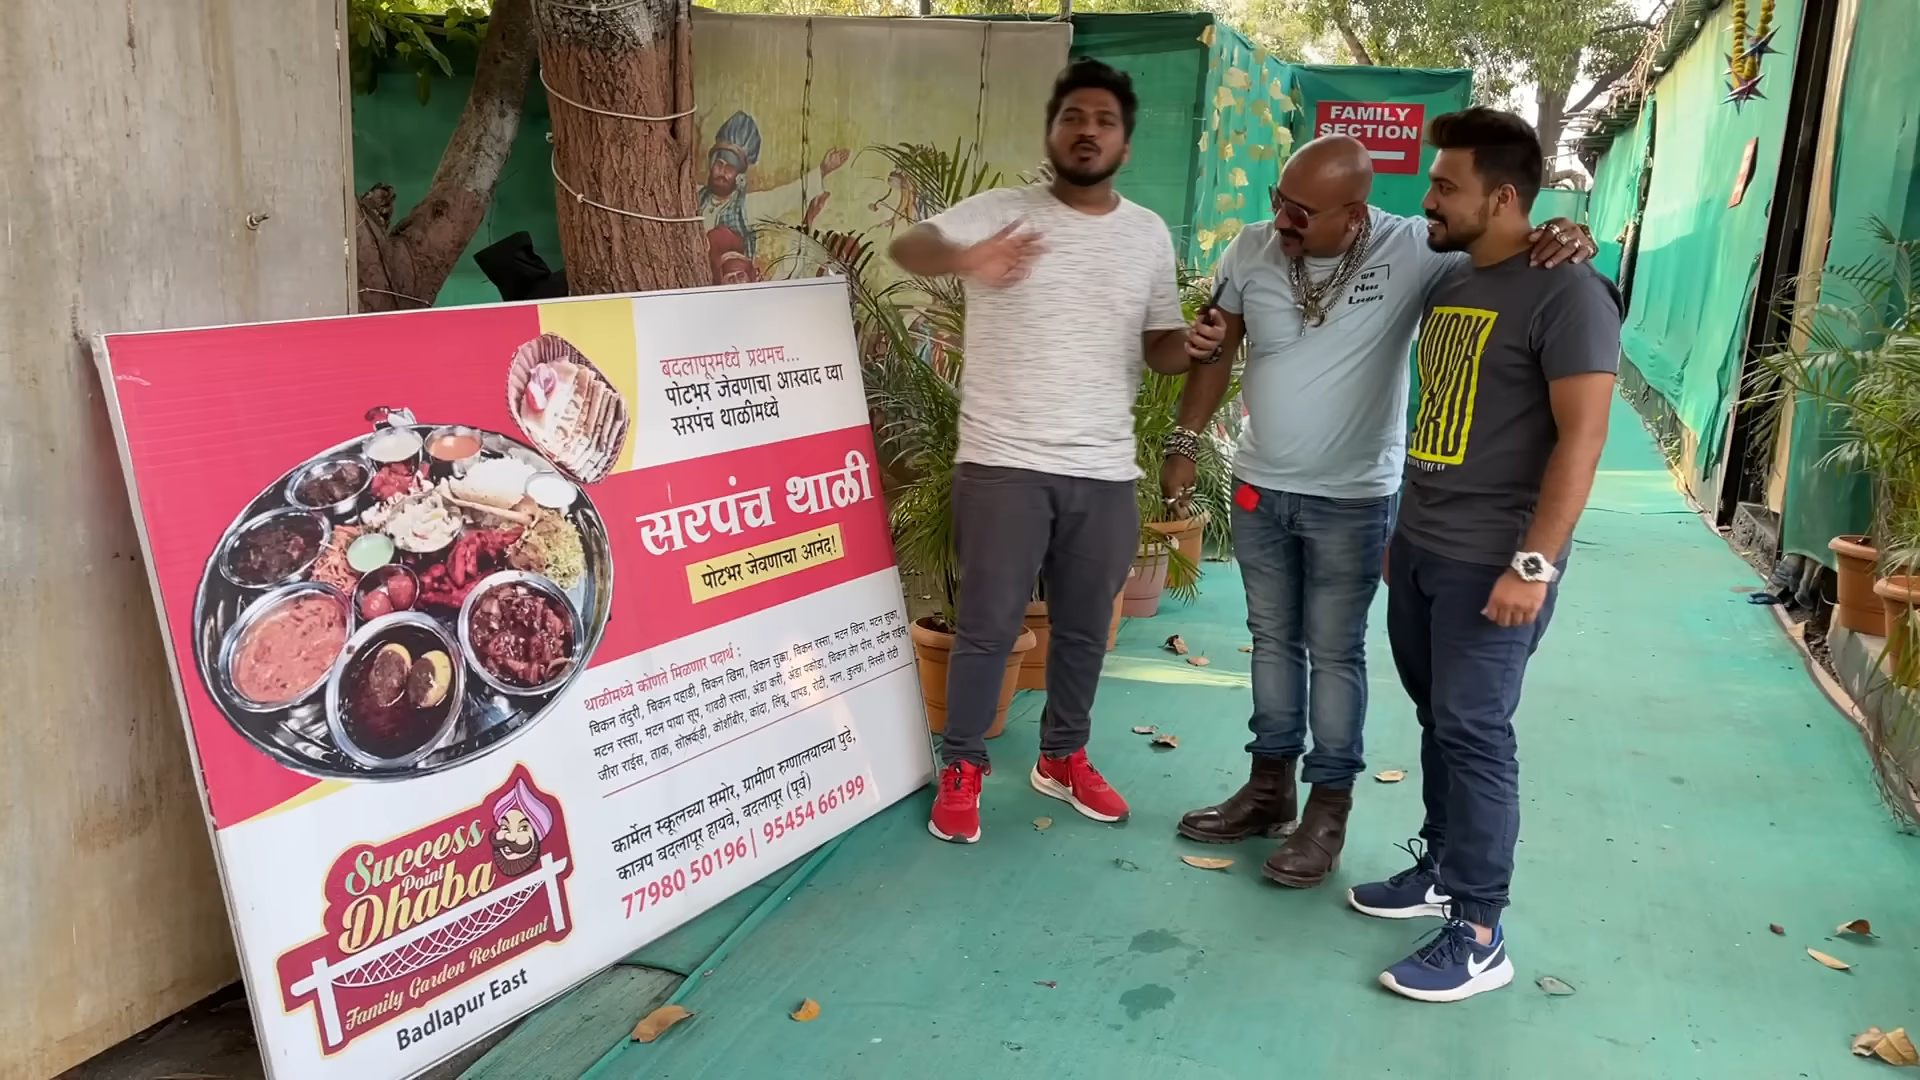 FAMILY
SECTION
बदलापूरमध्ये प्रथमच...
पोटभर जेवणाचा आस्वाद घ्या
सरपंच थाळीमध्ये
सरपंच थाळी
पोटभर जेवणाचा आनंद!
थाळीमध्ये कोणते मिळणार पदार्थ :
चिकन तंदुरी, चिकन पहाडी, चिकन खिमा, चिकन सुक्का, चिकन रस्सा, मटन खिमा, मटन सुक्का,
मटन रस्सा, मटन पाया सूप, गावठी रस्सा, अंडा करी, अंडा पकोडा, चिकन लेग पीस, स्टीम राईस,
जीरा राईस, ताक, सोलकढी, कोशींबीर, कांदा, लिंबू, पापड, रोटी, नान, कुल्छा, मिस्सी रोटी
कार्मेल स्कूलच्या समोर, ग्रामीण रुग्णालयाच्या पुढे,
कात्रप बदलापूर हायवे, बदलापूर (पूर्व)
77980 50196 | 95454 66199
Success
Point
Dhaba
Family Garden Restaurant
Badlapur East
WE
Need
Leaders
WORK